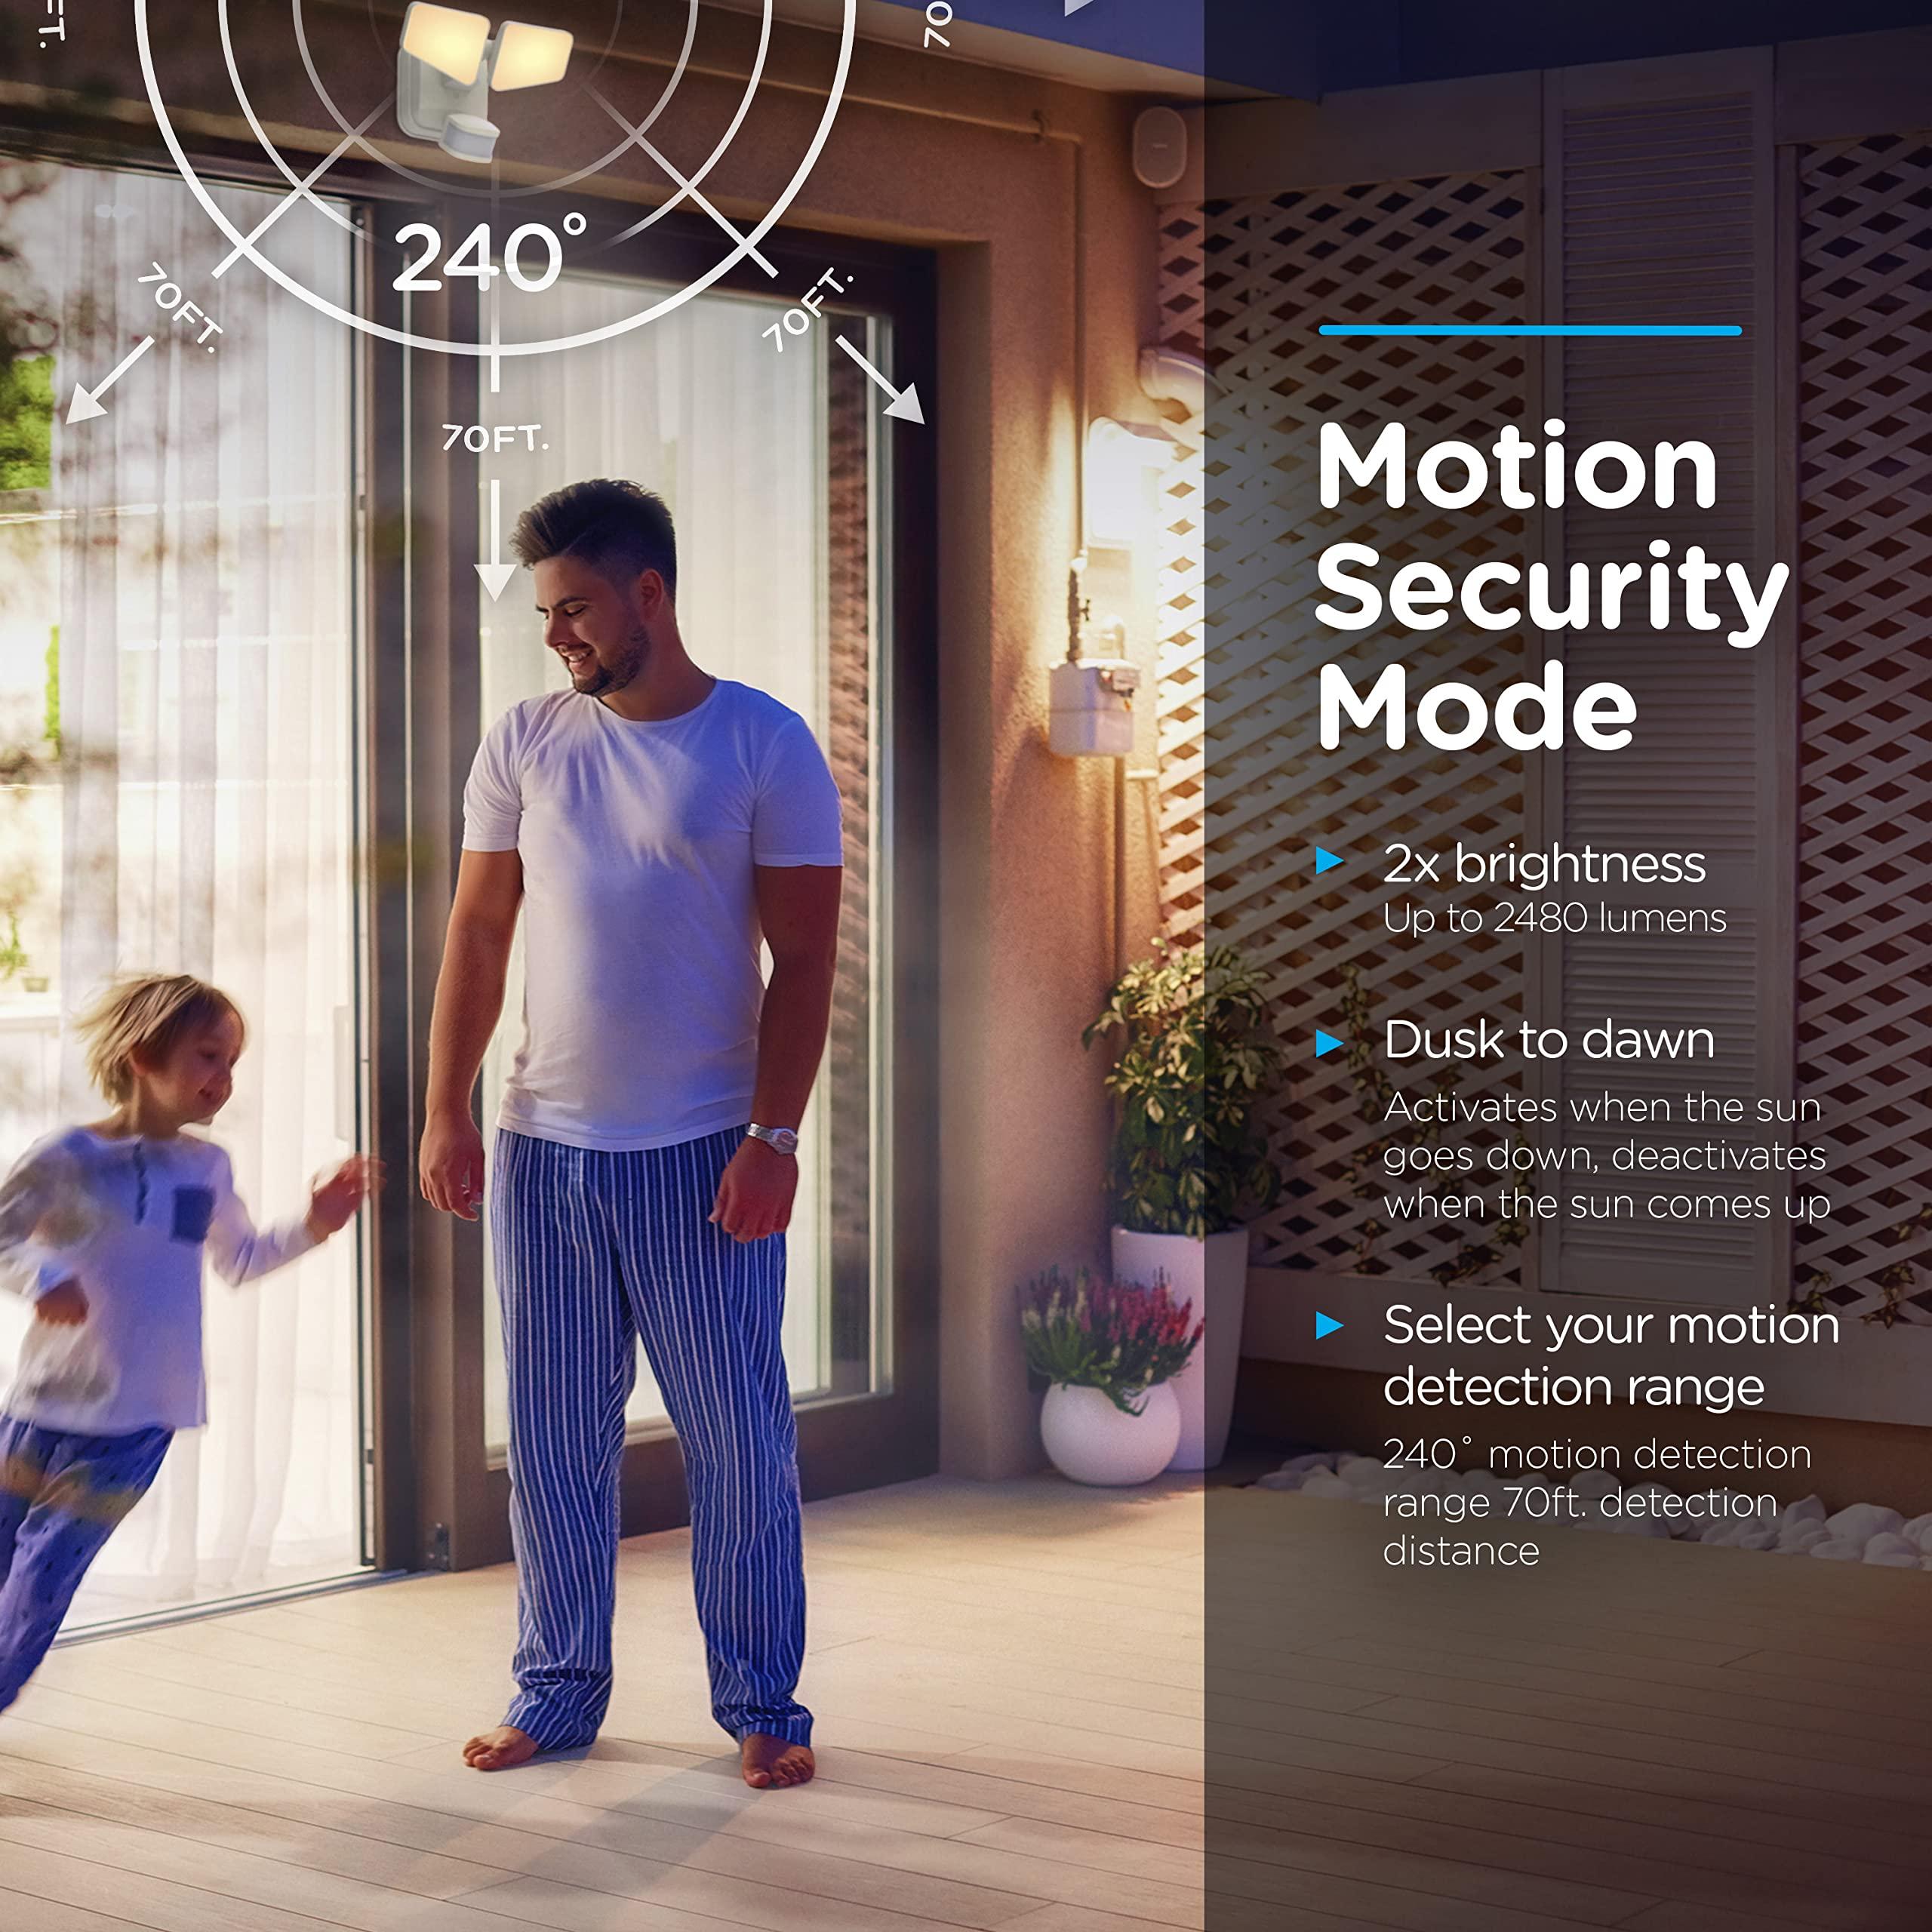 FT.
70
240°
70FT.
70FT.
70FT.
Motion
Security
Mode
2x brightness
Up to 2480 lumens
Dusk to dawn
Activates when the sun
goes down, deactivates
when the sun comes up
Select your motion
detection range
240° motion detection
range 70ft. detection
distance